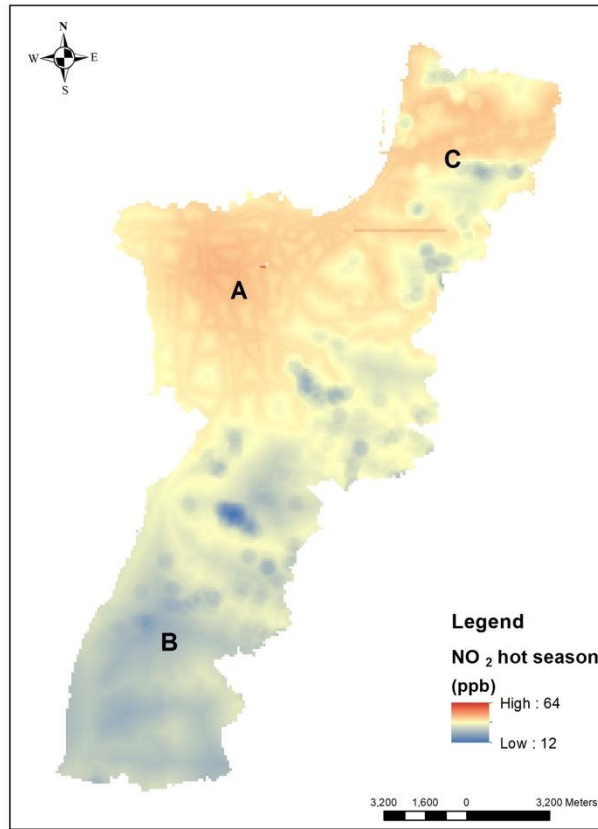 N
W E
S
C
A
B
Legend
NO 2 hot season
(ppb)
High : 64
Low : 12
3,200 1,600 0 3,200 Meters